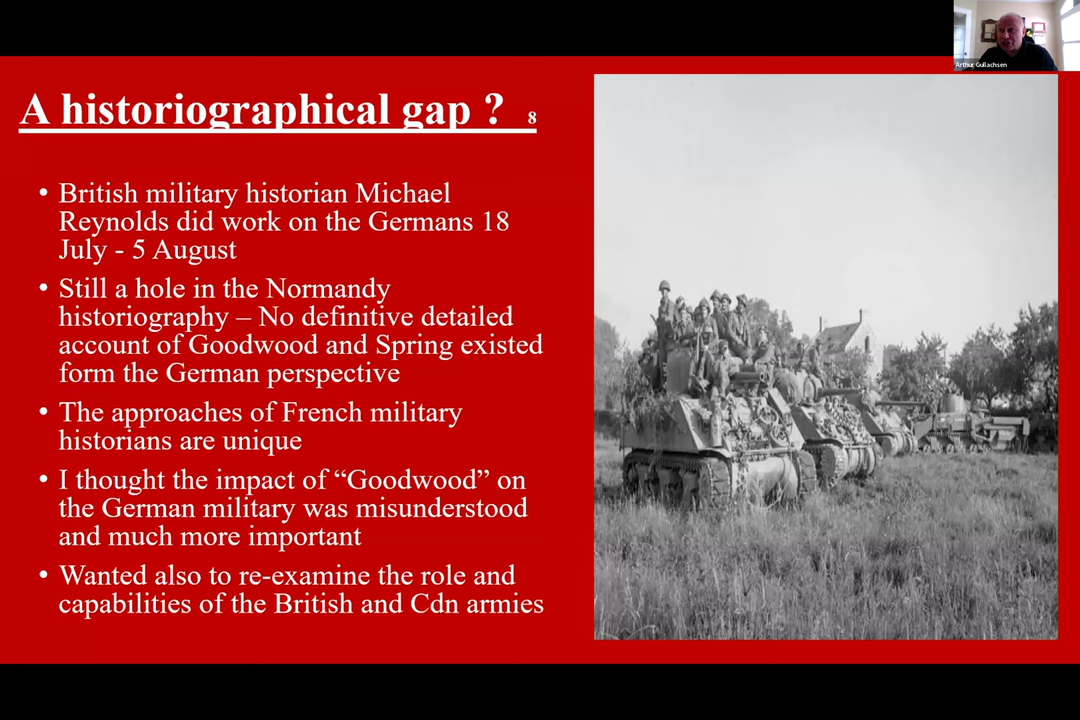 Arthur Gullachsen
A historiographical gap ? 8
• British military historian Michael
Reynolds did work on the Germans 18
July - 5 August
• Still a hole in the Normandy
historiography – No definitive detailed
account of Goodwood and Spring existed
form the German perspective
• The approaches of French military
historians are unique
• I thought the impact of “Goodwood” on
the German military was misunderstood
and much more important
• Wanted also to re-examine the role and
capabilities of the British and Cdn armies